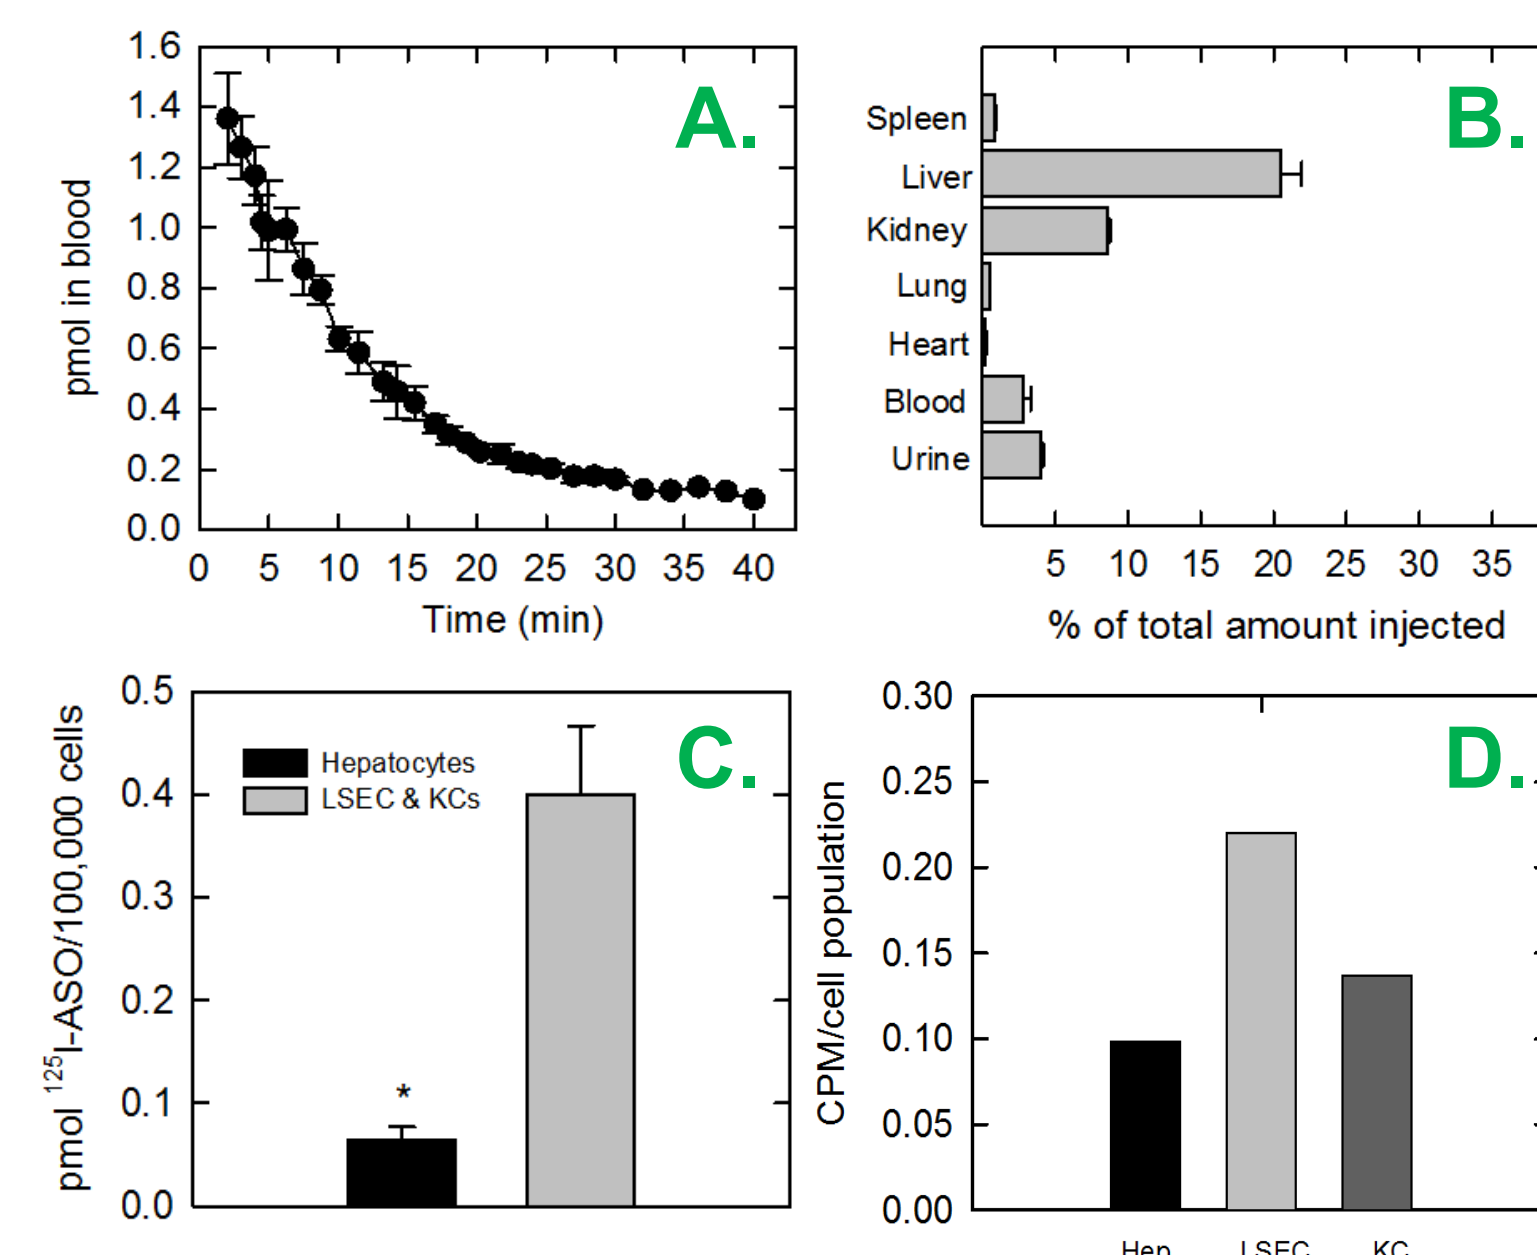 A.
pmol in blood
1.6
1.4
1.2
1.0
0.8
0.6
0.4
0.2
0.0
0 5 10 15 20 25 30 35 40
Time (min)
B.
Spleen
Liver
Kidney
Lung
Heart
Blood
Urine
5 10 15 20 25 30 35
% of total amount injected
C.
pmol 125I-ASO/100,000 cells
0.5
0.4
0.3
0.2
0.1
0.0
Hepatocytes
LSEC & KCs
*
D.
CPM/cell population
0.30
0.25
0.20
0.15
0.10
0.05
0.00
Hep LSEC KC